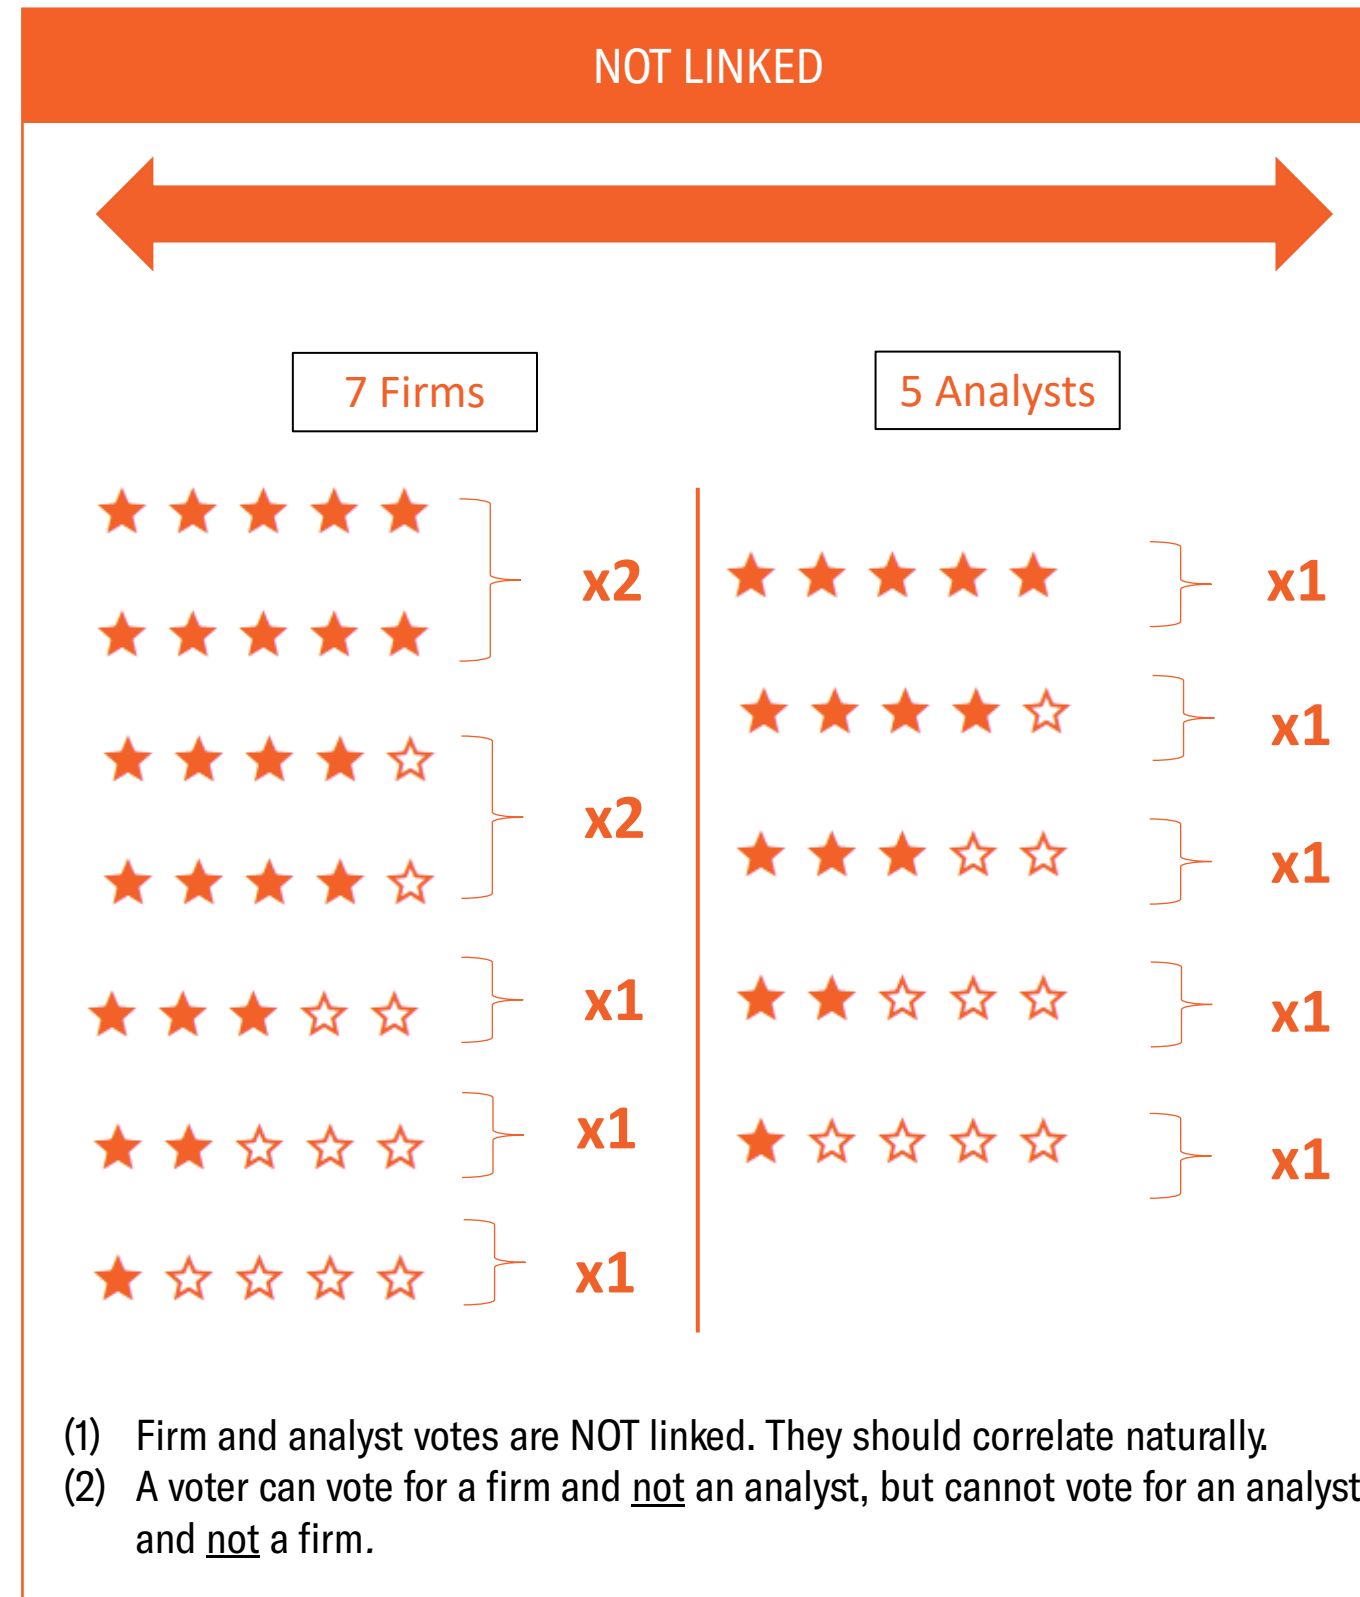 NOT LINKED
7 Firms
5 Analysts
x2
x2
x1
x1
x1
x1
x1
x1
x1
x1
(1) Firm and analyst votes are NOT linked. They should correlate naturally.
(2) A voter can vote for a firm and not an analyst, but cannot vote for an analyst
and not a firm.